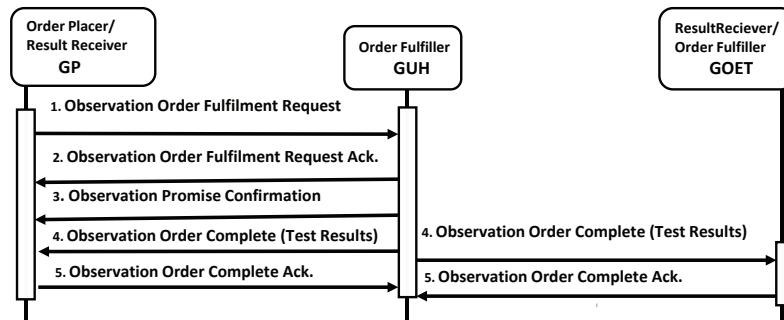 Order Placer/
Result Receiver
GP
Order Fulfiller
GUH
ResultReciever/
Order Fulfiller
GOET
1. Observation Order Fulfilment Request
2. Observation Order Fulfilment Request Ack.
3. Observation Promise Confirmation
4. Observation Order Complete (Test Results)
4. Observation Order Complete (Test Results)
5. Observation Order Complete Ack.
5. Observation Order Complete Ack.